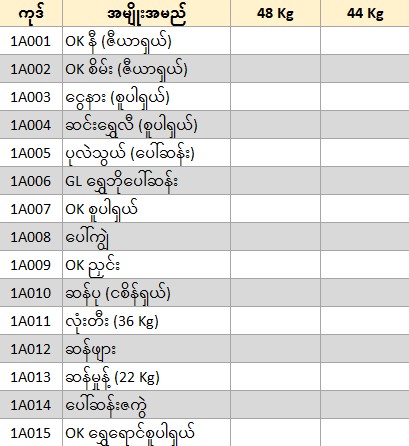 ကုဒ် အမျိုးအမည် 48 Kg 44 Kg
1A001 OK နီ (ဇီယာရှယ်)
1A002 OK စိမ်း (ဇီယာရှယ်)
1A003 ငွေနား (စူပါရှယ်)
1A004 ဆင်းရွှေလီ (စူပါရှယ်)
1A005 ပုလဲသွယ် (ပေါ်ဆန်း)
1A006 GL ရွှေဘိုပေါ်ဆန်း
1A007 OK စူပါရှယ်
1A008 ပေါ်ကျွဲ
1A009 OK ညှင်း
1A010 ဆန်ပု (ငစိန်ရှယ်)
1A011 လုံးတီး (36 Kg)
1A012 ဆန်ဖျား
1A013 ဆန်မှုန့် (22 Kg)
1A014 ပေါ်ဆန်းဇကွဲ
1A015 OK ရွှေရောင်စူပါရှယ်